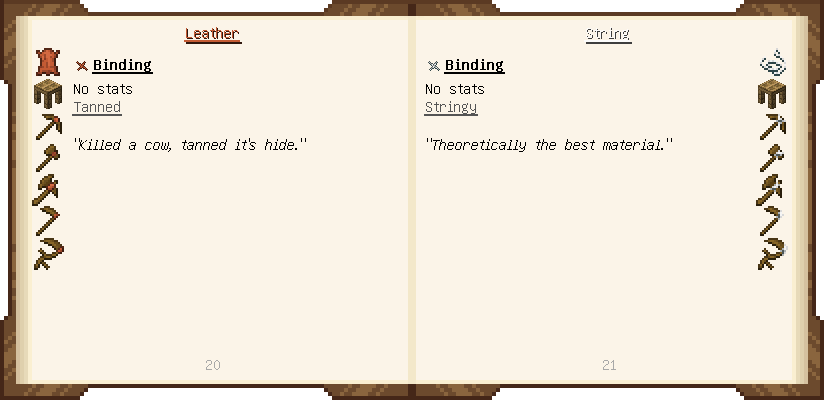 Leather
Binding
No stats
Tanned
"Killed a cow, tanned it's hide."
20
String
Binding
No stats
Stringy
"Theoretically the best material."
21